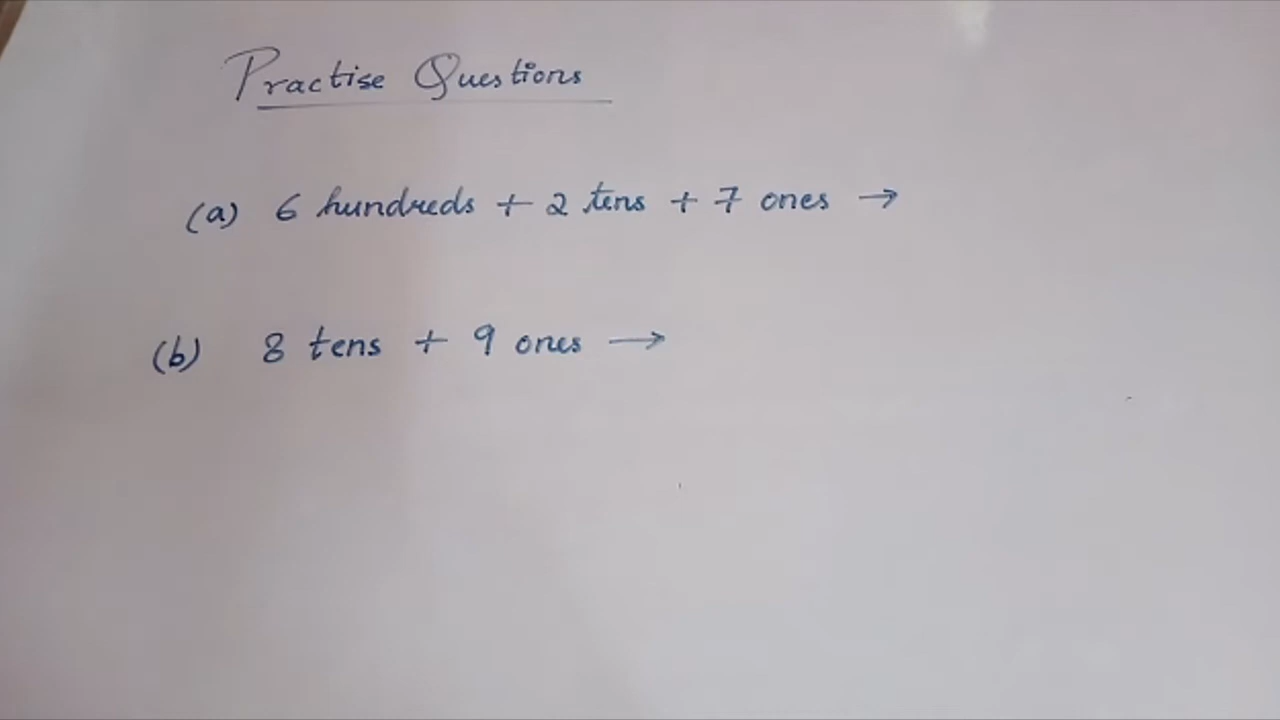 Practise Questions
(a) 6 hundreds + 2 tens + 7 ones →
(b) 8 tens + 9 ones →